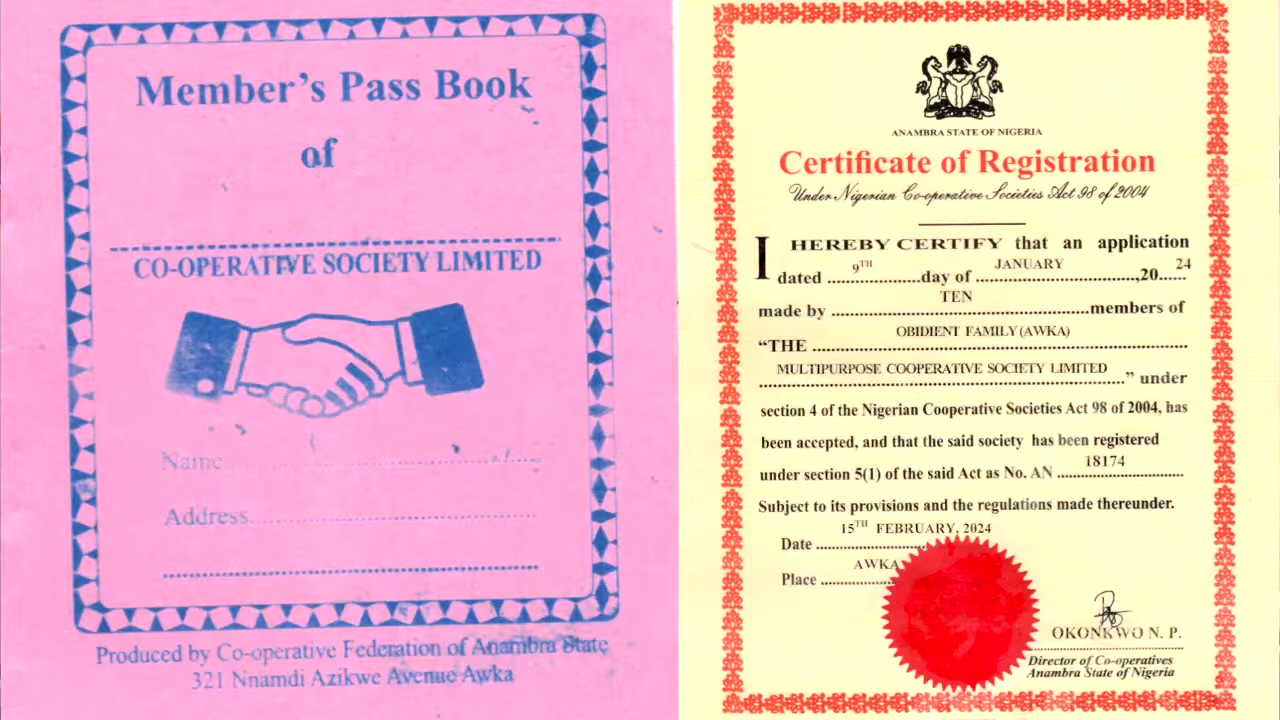 Member's Pass Book
of
CO-OPERATIVE SOCIETY LIMITED
Name
Address
Produced by Co-operative Federation of Anambra State
321 Nnamdi Azikwe Avenue Awka
ANAMBRA STATE OF NIGERIA
Certificate of Registration
Under Nigerian Co-operative Societies Act 98 of 2004
I HEREBY CERTIFY that an application
dated 9TH day of JANUARY, 2024
made by TEN members of
"THE OBIDIENT FAMILY (AWKA)
MULTIPURPOSE COOPERATIVE SOCIETY LIMITED" under
section 4 of the Nigerian Cooperative Societies Act 98 of 2004, has
been accepted, and that the said society has been registered
under section 5(1) of the said Act as No. AN 18174
Subject to its provisions and the regulations made thereunder.
Date 15TH FEBRUARY, 2024
Place AWKA
OKONKWO N. P.
Director of Co-operatives
Anambra State of Nigeria